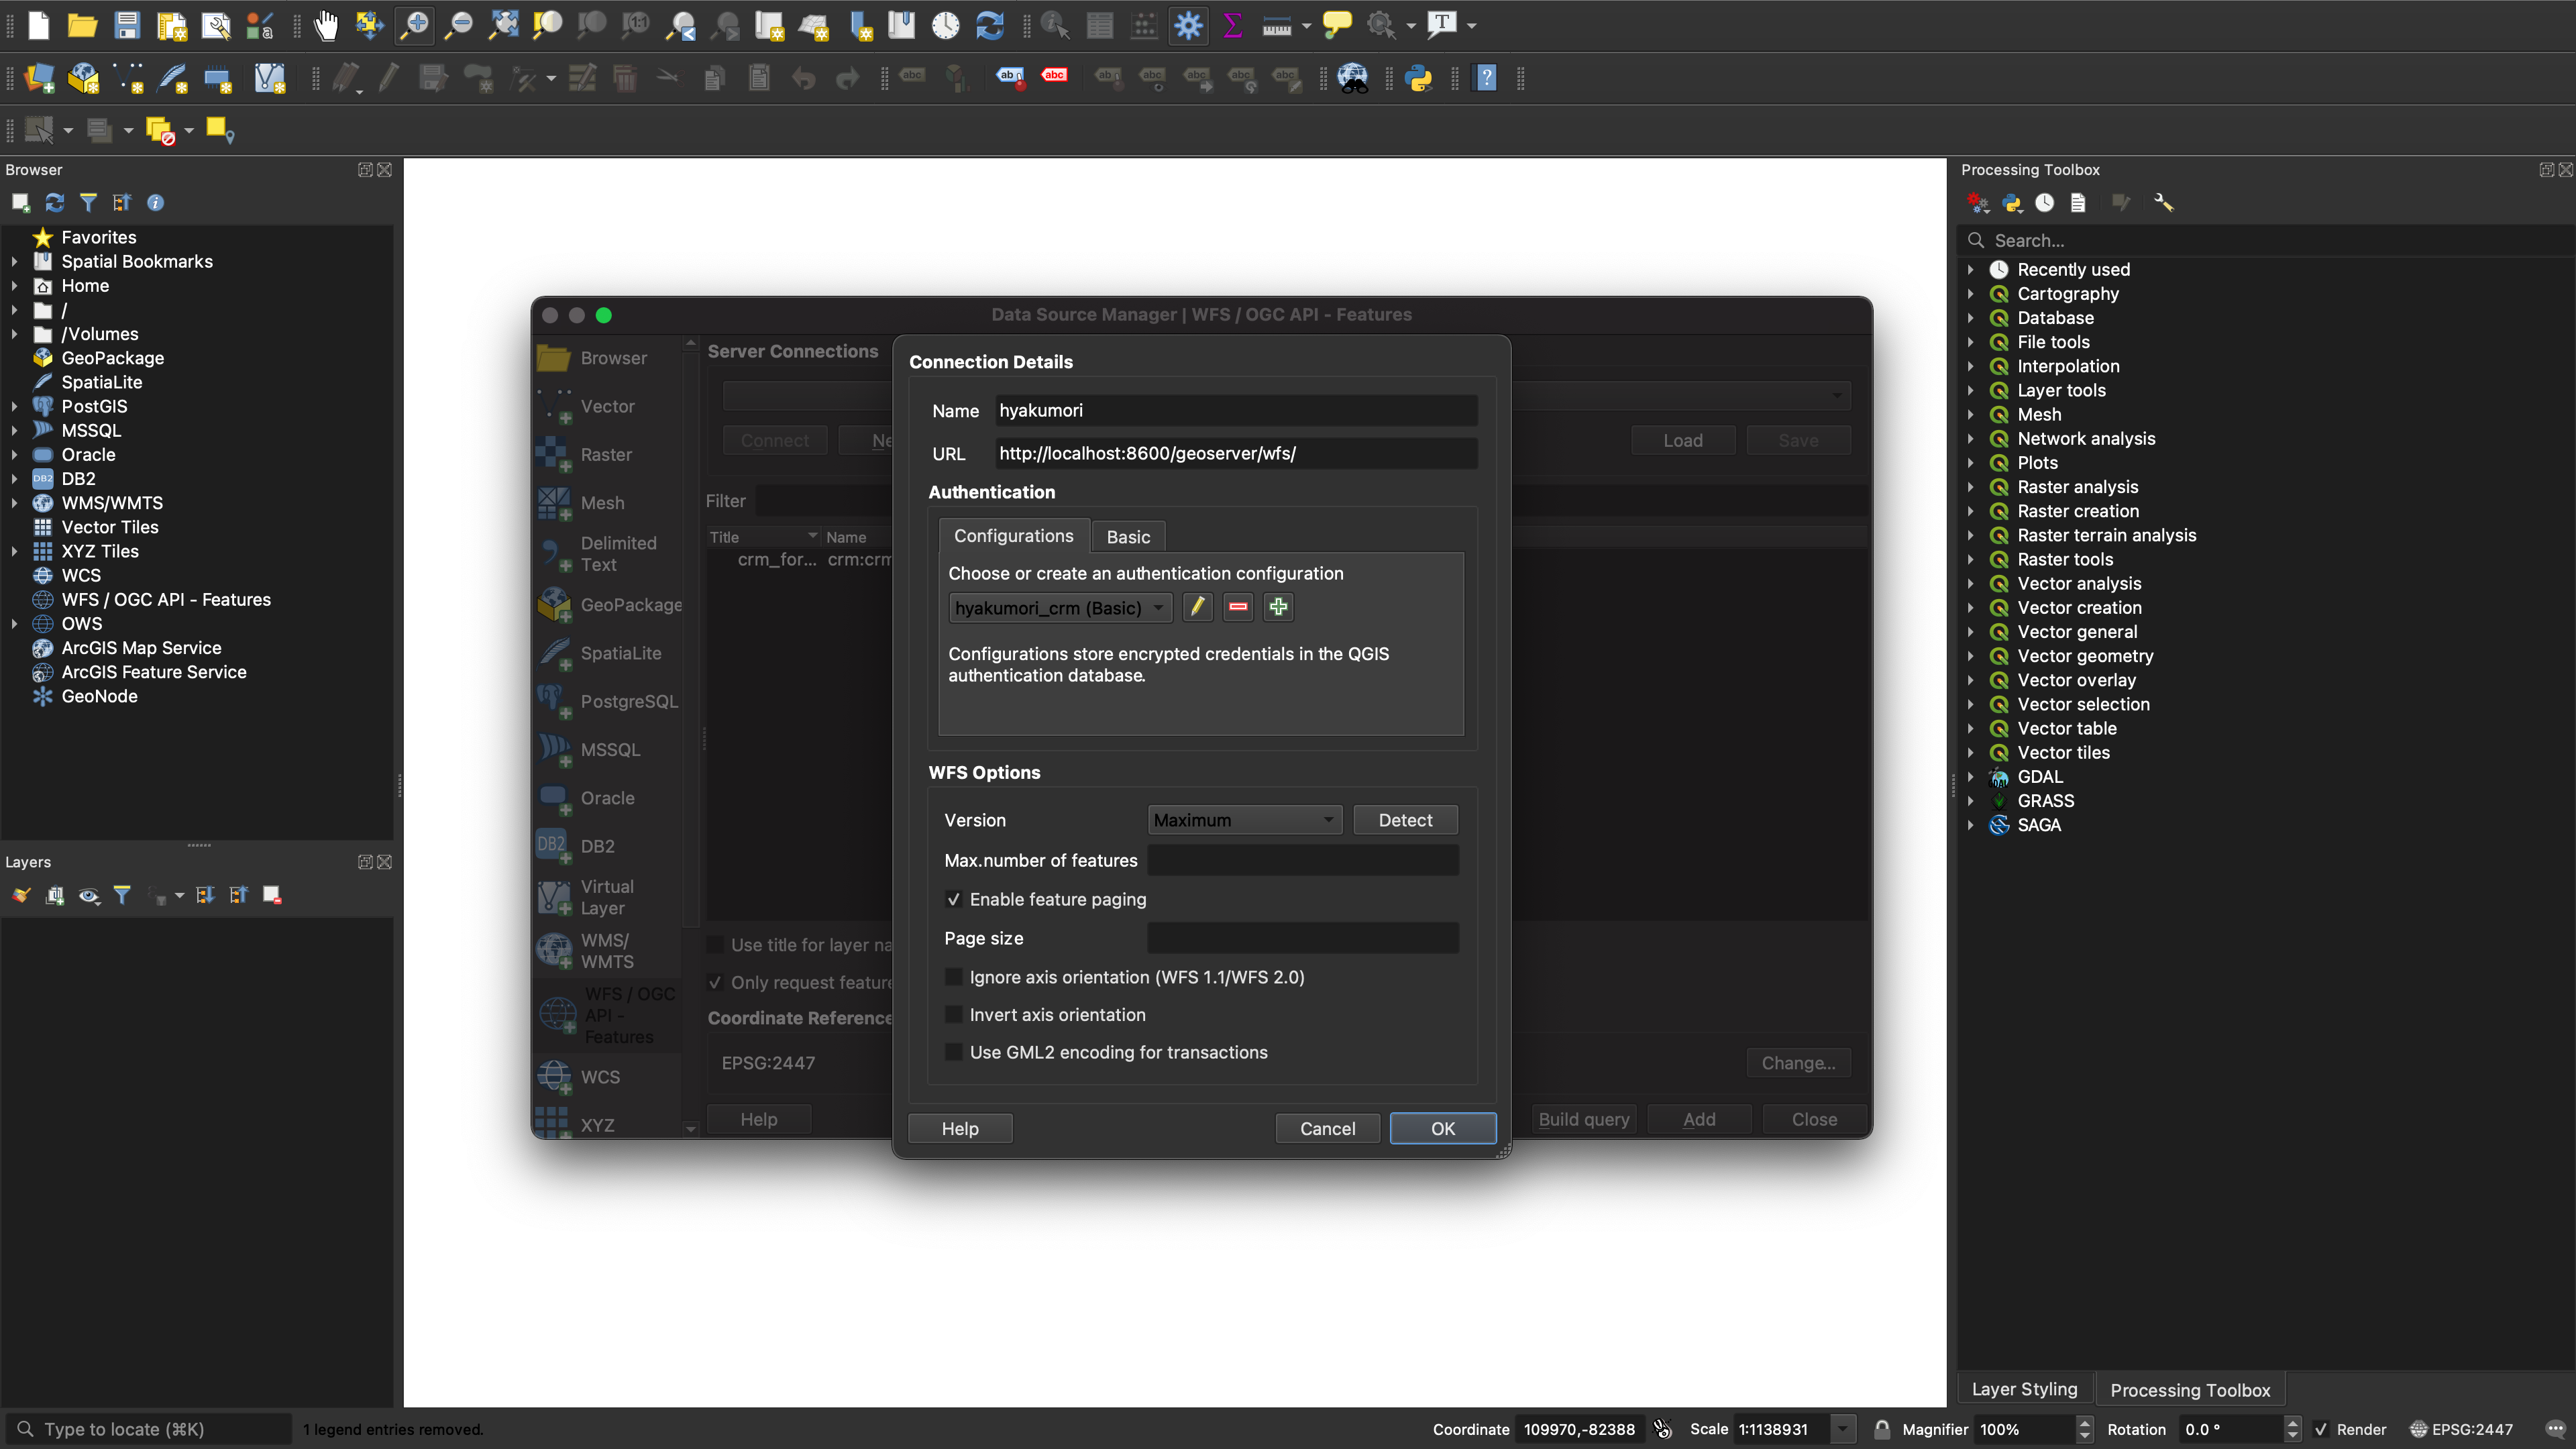 Browser
Favorites
Spatial Bookmarks
Home
/
/Volumes
GeoPackage
SpatiaLite
PostGIS
MSSQL
Oracle
DB2
WMS/WMTS
Vector Tiles
XYZ Tiles
WCS
WFS / OGC API - Features
OWS
ArcGIS Map Service
ArcGIS Feature Service
GeoNode
Layers
Data Source Manager | WFS / OGC API - Features
Browser
Vector
Raster
Mesh
Delimited
Text
GeoPackage
SpatiaLite
PostgreSQL
MSSQL
Oracle
DB2
Virtual
Layer
WMS/
WMTS
WFS / OGC
API -
Features
WCS
XYZ
Server Connections
Connect
Ne
Load
Save
Filter
Title
Name
crm_for...
crm:crm
Use title for layer na
Only request feature
Coordinate Reference
EPSG:2447
Change...
Help
Build query
Add
Close
Connection Details
Name
hyakumori
URL
http://localhost:8600/geoserver/wfs/
Authentication
Configurations
Basic
Choose or create an authentication configuration
hyakumori_crm (Basic)
Configurations store encrypted credentials in the QGIS
authentication database.
WFS Options
Version
Maximum
Detect
Max.number of features
Enable feature paging
Page size
Ignore axis orientation (WFS 1.1/WFS 2.0)
Invert axis orientation
Use GML2 encoding for transactions
Help
Cancel
OK
Processing Toolbox
Search...
Recently used
Cartography
Database
File tools
Interpolation
Layer tools
Mesh
Network analysis
Plots
Raster analysis
Raster creation
Raster terrain analysis
Raster tools
Vector analysis
Vector creation
Vector general
Vector geometry
Vector overlay
Vector selection
Vector table
Vector tiles
GDAL
GRASS
SAGA
Layer Styling
Processing Toolbox
Type to locate (⌘K)
1 legend entries removed.
Coordinate
109970,-82388
Scale
1:1138931
Magnifier
100%
Rotation
0.0 °
Render
EPSG:2447